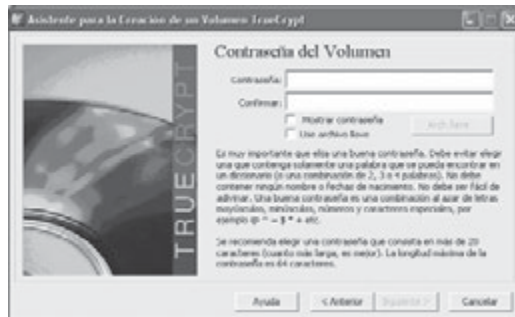 Asistente para la Creación de un Volumen TrueCrypt
TRUECRYPT
Contraseña del Volumen
Contraseña:
Confirmar:
Mostrar contraseña
Use archivo llave
Arch llave
Es muy importante que elija una buena contraseña. Debe evitar elegir
una que contenga solamente una palabra que se pueda encontrar en
un diccionario (o una combinación de 2, 3 o 4 palabras). No debe
contener ningún nombre o fechas de nacimiento. No debe ser fácil de
adivinar. Una buena contraseña es una combinación al azar de letras
mayúsculas, minúsculas, números y caracteres especiales, por
ejemplo @ ^ = $ * + etc.
Se recomienda elegir una contraseña que consista en más de 20
caracteres (cuanto más larga, es mejor). La longitud máxima de la
contraseña es 64 caracteres.
Ayuda
< Anterior
Siguiente >
Cancelar